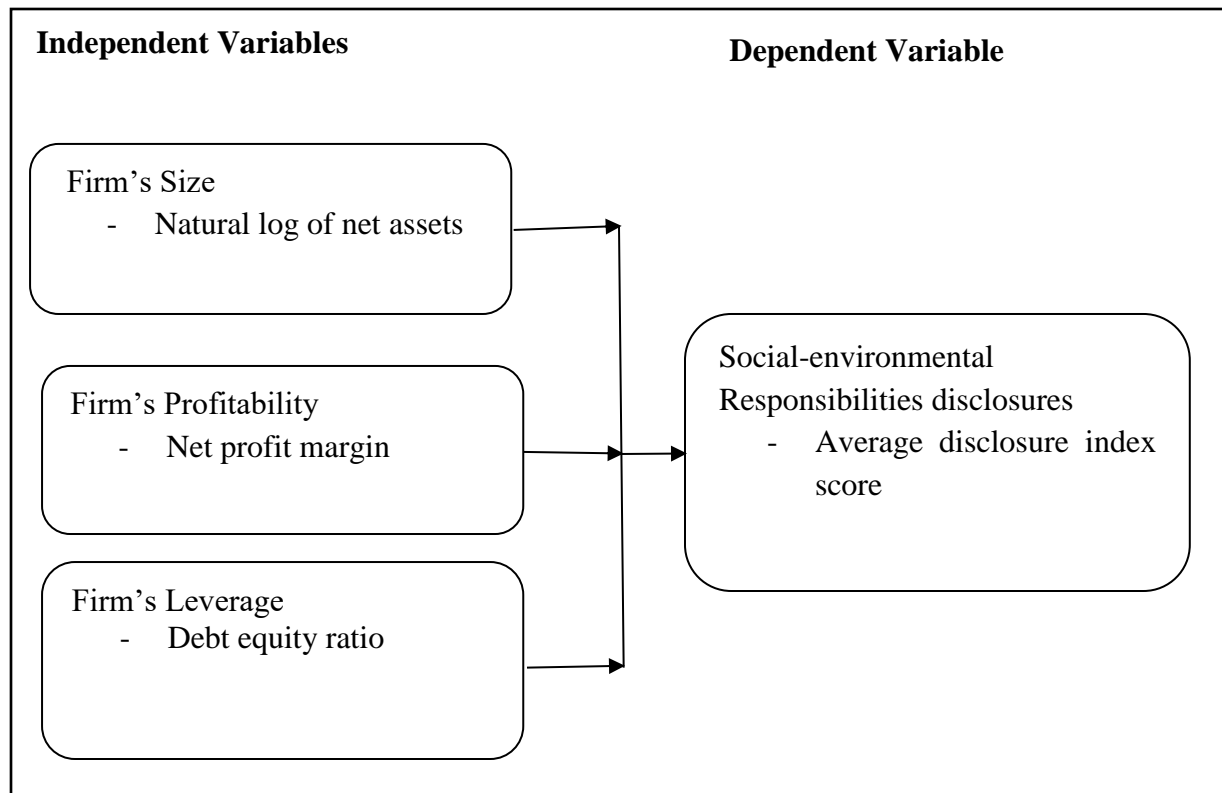 Independent Variables
Dependent Variable
Firm’s Size
- Natural log of net assets
Firm’s Profitability
- Net profit margin
Firm’s Leverage
- Debt equity ratio
Social-environmental
Responsibilities disclosures
- Average disclosure index
score